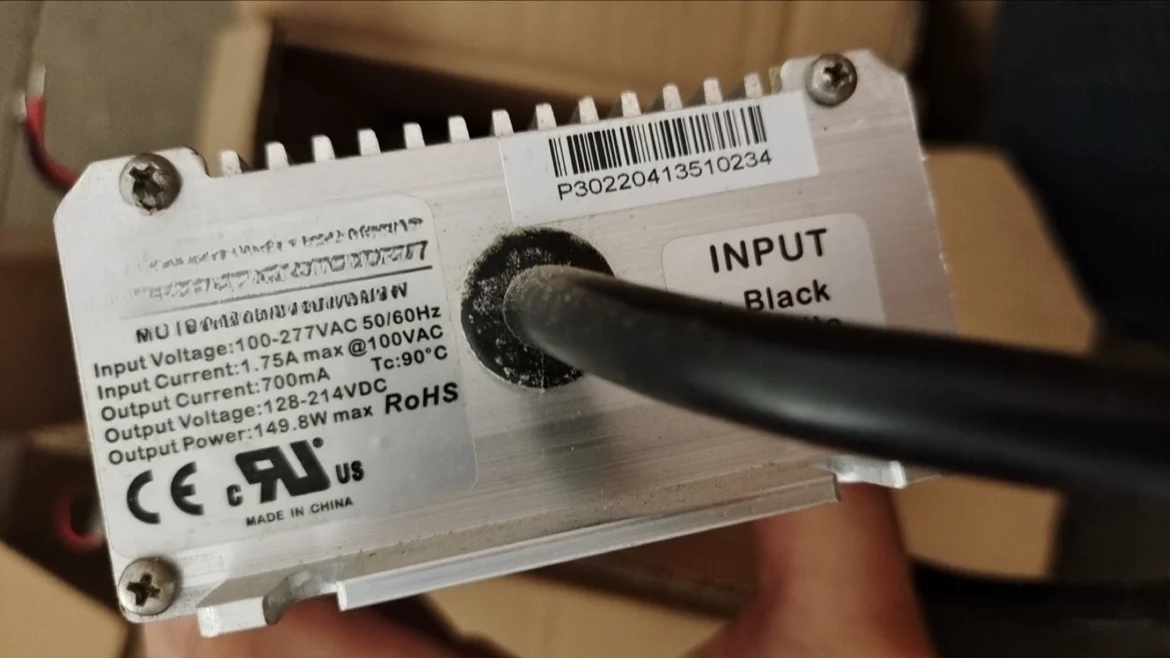 P30220413510234
INPUT
Black
Input Voltage:100-277VAC 50/60Hz
Input Current:1.75A max @100VAC
Output Current:700mA Tc:90°C
Output Voltage:128-214VDC
Output Power:149.8W max RoHS
CE c RU ® US
MADE IN CHINA